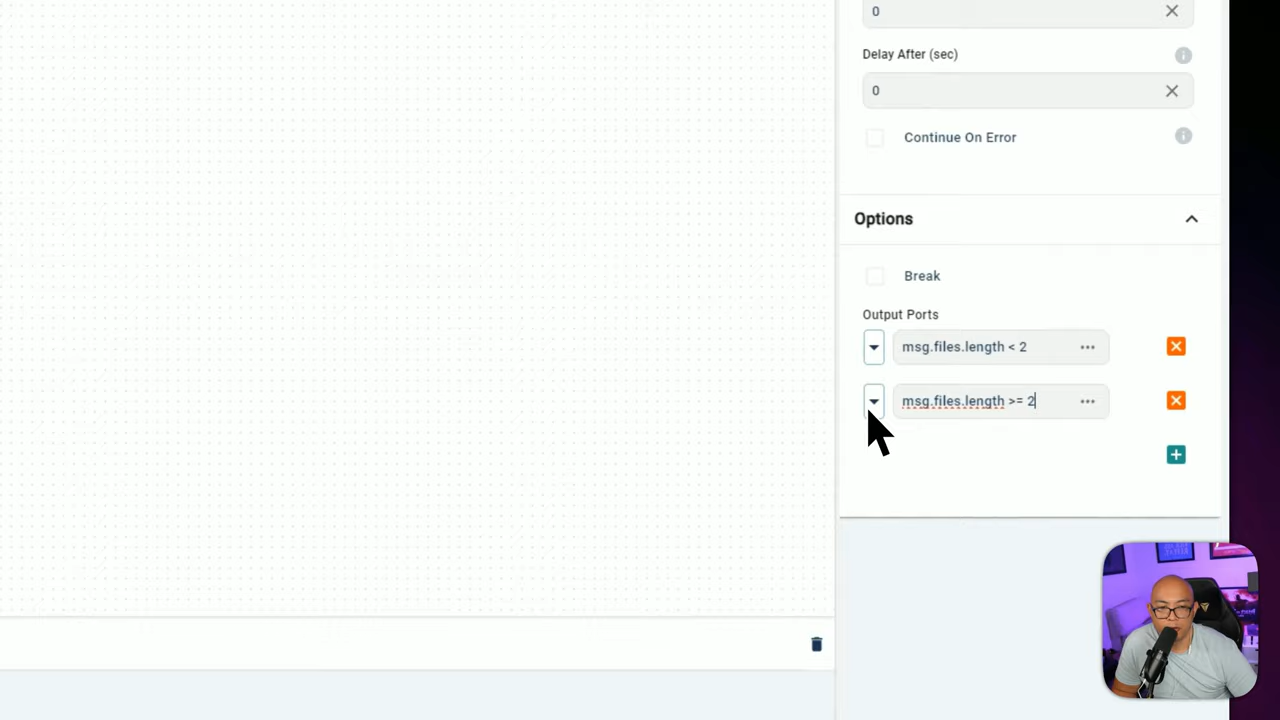 0
Delay After (sec)
0
Continue On Error
Options
Break
Output Ports
msg.files.length < 2
msg.files.length >= 2